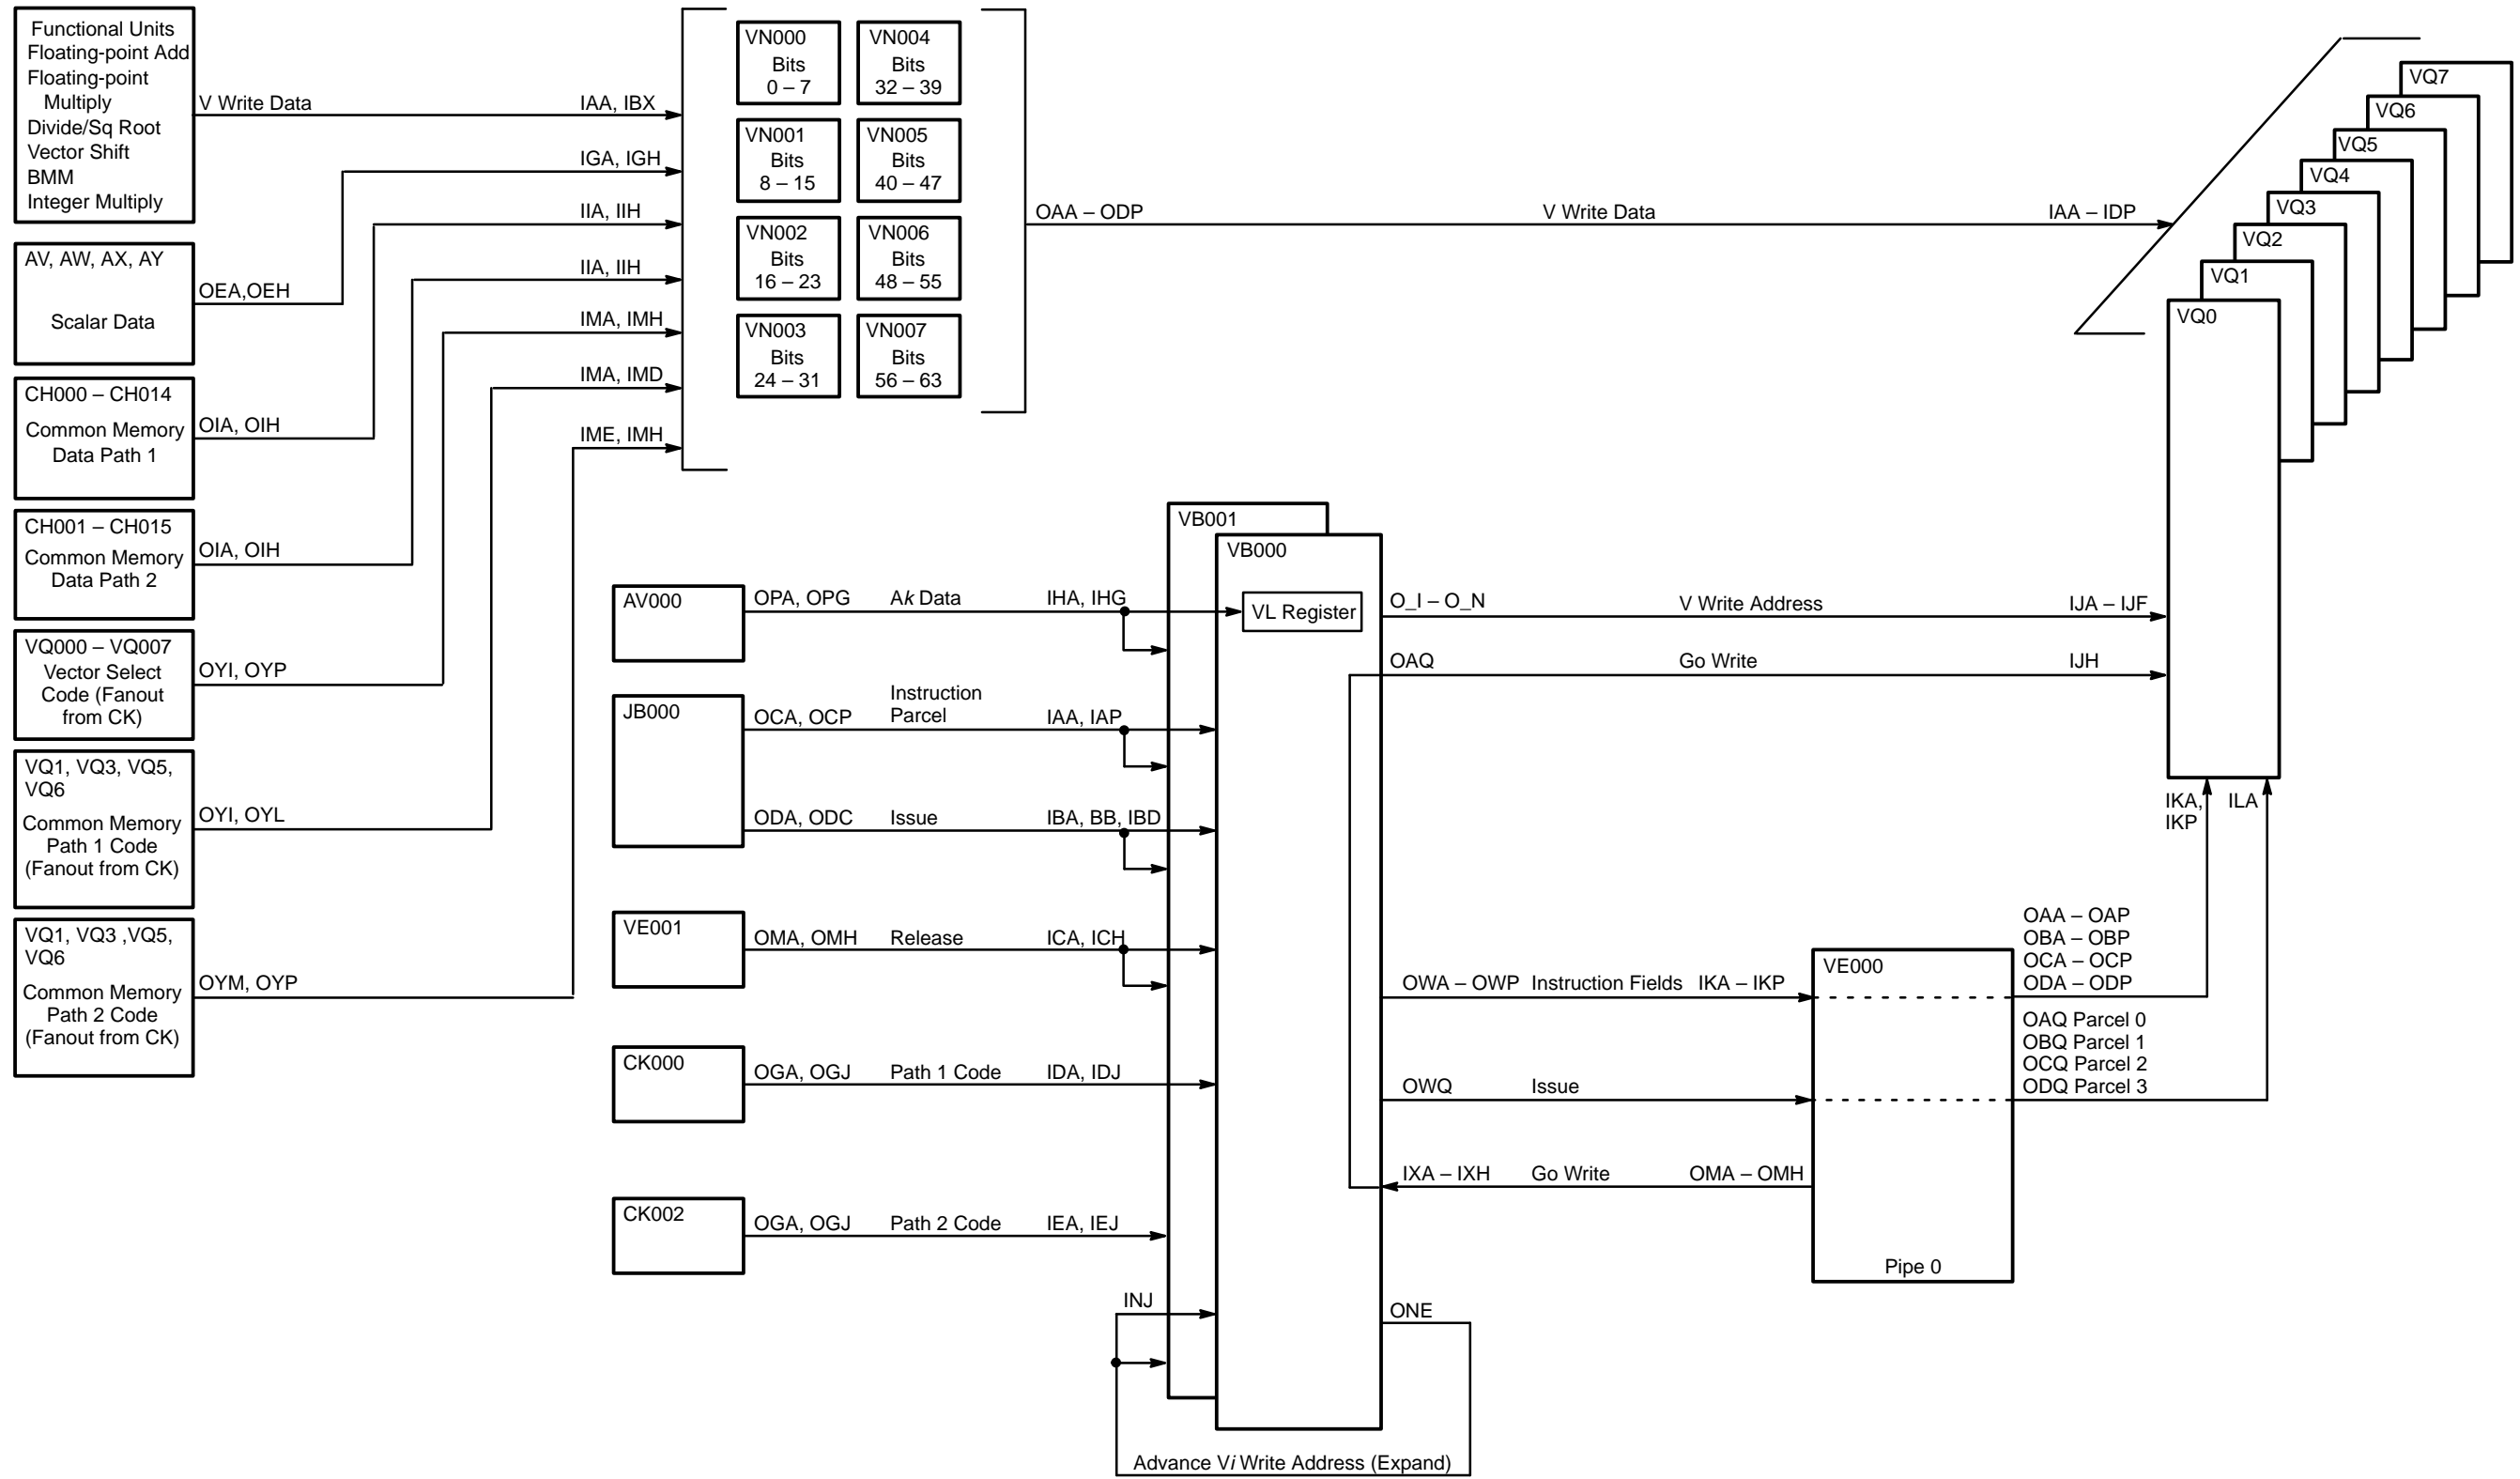 Functional Units
Floating-point Add
Floating-point
Multiply
Divide/Sq Root
Vector Shift
BMM
Integer Multiply
V Write Data
IAA, IBX
AV, AW, AX, AY
Scalar Data
OEA,OEH
IGA, IGH
CH000 – CH014
Common Memory
Data Path 1
OIA, OIH
IIA, IIH
CH001 – CH015
Common Memory
Data Path 2
OIA, OIH
IIA, IIH
VQ000 – VQ007
Vector Select
Code (Fanout
from CK)
OYI, OYP
IMA, IMH
VQ1, VQ3, VQ5,
VQ6
Common Memory
Path 1 Code
(Fanout from CK)
OYI, OYL
IMA, IMD
VQ1, VQ3 ,VQ5,
VQ6
Common Memory
Path 2 Code
(Fanout from CK)
OYM, OYP
IME, IMH
VN000
Bits
0 – 7
VN004
Bits
32 – 39
VN001
Bits
8 – 15
VN005
Bits
40 – 47
VN002
Bits
16 – 23
VN006
Bits
48 – 55
VN003
Bits
24 – 31
VN007
Bits
56 – 63
OAA – ODP
V Write Data
IAA – IDP
VQ7
VQ6
VQ5
VQ4
VQ3
VQ2
VQ1
VQ0
VB001
VB000
VL Register
AV000
OPA, OPG
Ak Data
IHA, IHG
JB000
OCA, OCP
Instruction
Parcel
IAA, IAP
ODA, ODC
Issue
IBA, BB, IBD
VE001
OMA, OMH
Release
ICA, ICH
CK000
OGA, OGJ
Path 1 Code
IDA, IDJ
CK002
OGA, OGJ
Path 2 Code
IEA, IEJ
INJ
ONE
Advance Vi Write Address (Expand)
O_I – O_N
V Write Address
IJA – IJF
OAQ
Go Write
IJH
IKA,
IKP
ILA
OWA – OWP
Instruction Fields
IKA – IKP
OWQ
Issue
IXA – IXH
Go Write
OMA – OMH
VE000
Pipe 0
OAA – OAP
OBA – OBP
OCA – OCP
ODA – ODP
OAQ Parcel 0
OBQ Parcel 1
OCQ Parcel 2
ODQ Parcel 3